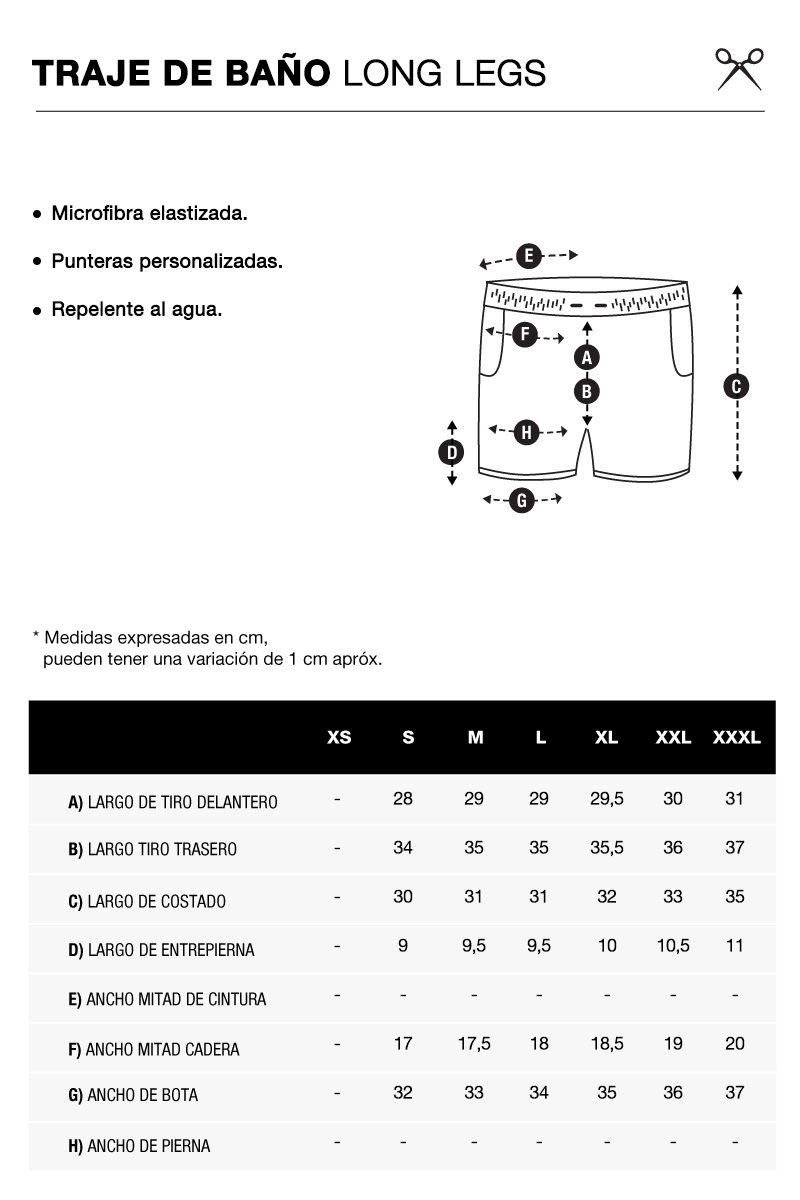 TRAJE DE BAÑO LONG LEGS
• Microfibra elastizada.
• Punteras personalizadas.
• Repelente al agua.
E
F
A
B
C
H
D
G
* Medidas expresadas en cm,
pueden tener una variación de 1 cm apróx.
XS S M L XL XXL XXXL
A) LARGO DE TIRO DELANTERO - 28 29 29 29,5 30 31
B) LARGO TIRO TRASERO - 34 35 35 35,5 36 37
C) LARGO DE COSTADO - 30 31 31 32 33 35
D) LARGO DE ENTREPIERNA - 9 9,5 9,5 10 10,5 11
E) ANCHO MITAD DE CINTURA - - - - - - -
F) ANCHO MITAD CADERA - 17 17,5 18 18,5 19 20
G) ANCHO DE BOTA - 32 33 34 35 36 37
H) ANCHO DE PIERNA - - - - - - -